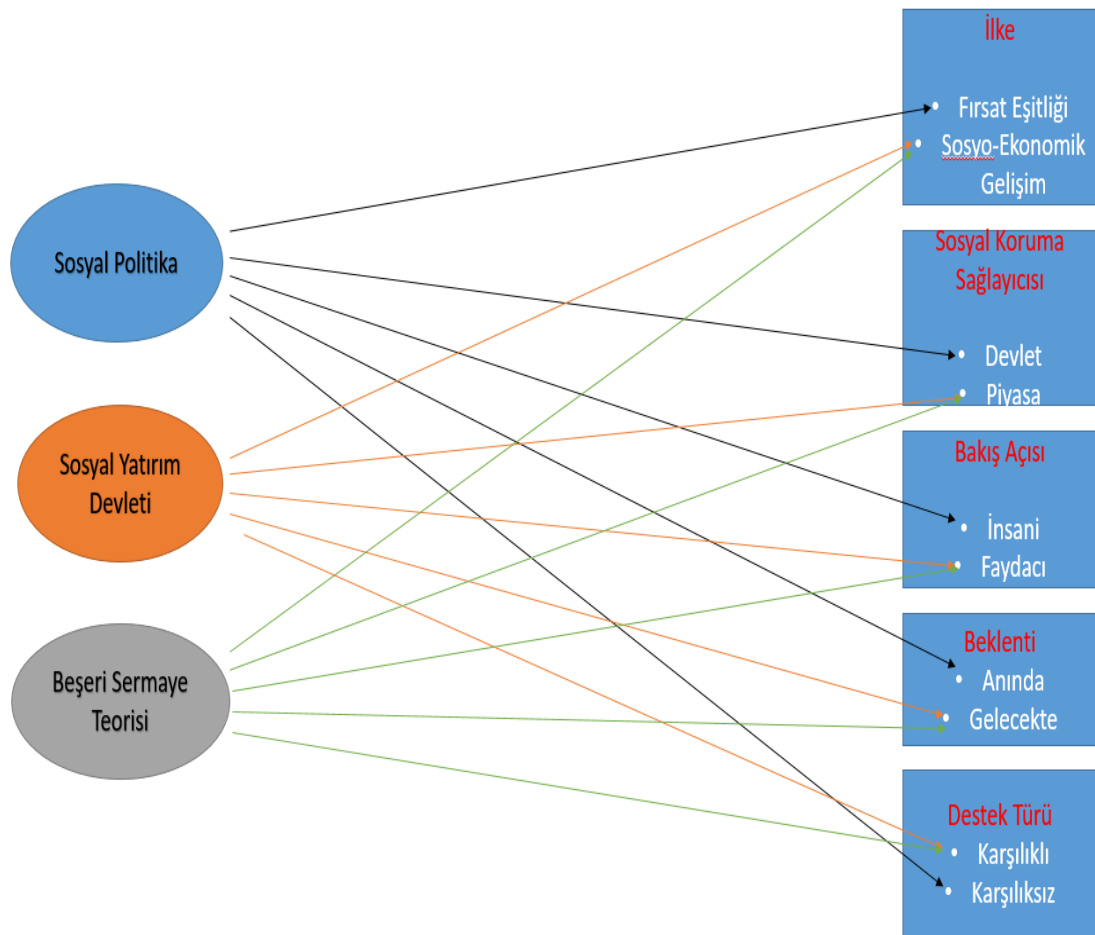 Sosyal Politika
Sosyal Yatırım
Devleti
Beşeri Sermaye
Teorisi
İlke
• Fırsat Eşitliği
• Sosyo-Ekonomik
Gelişim
Sosyal Koruma
Sağlayıcısı
• Devlet
• Piyasa
Bakış Açısı
• İnsani
• Faydacı
Beklenti
• Anında
• Gelecekte
Destek Türü
• Karşılıklı
• Karşılıksız